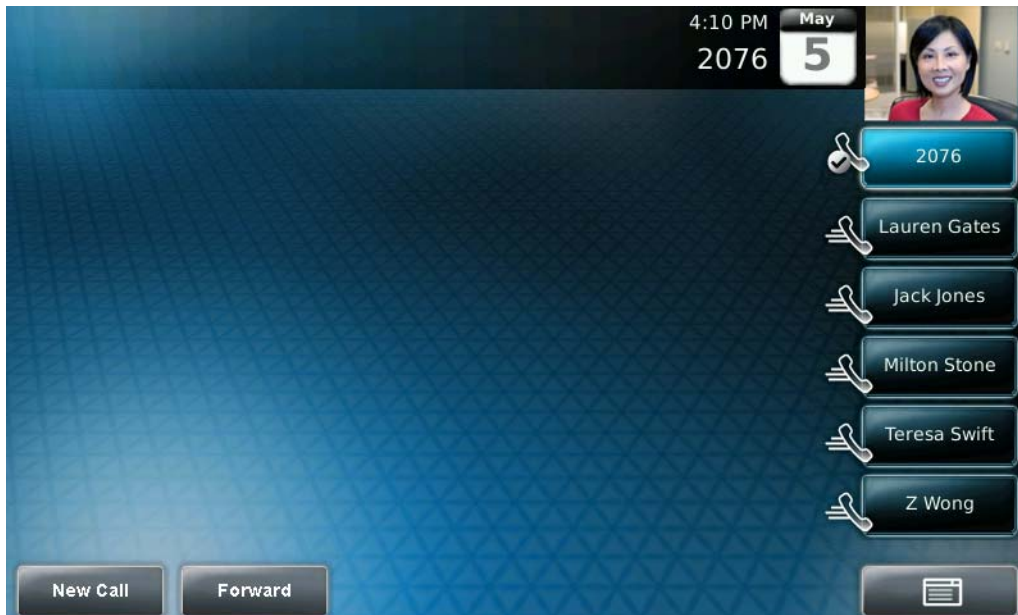 4:10 PM
May
2076
5
2076
Lauren Gates
Jack Jones
Milton Stone
Teresa Swift
Z Wong
New Call
Forward